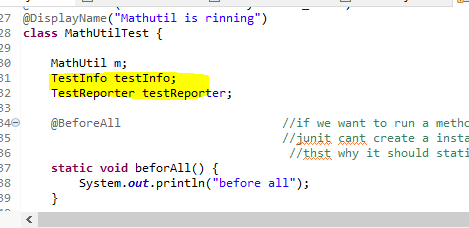 27 @DisplayName("Mathutil is rinning")
28 class MathUtilTest {
29
30 MathUtil m;
31 TestInfo testInfo;
32 TestReporter testReporter;
33
34 @BeforeAll //if we want to run a metho
35 //junit cant create a insta
36 //thst why it should stati
37 static void beforAll() {
38 System.out.println("before all");
39 }